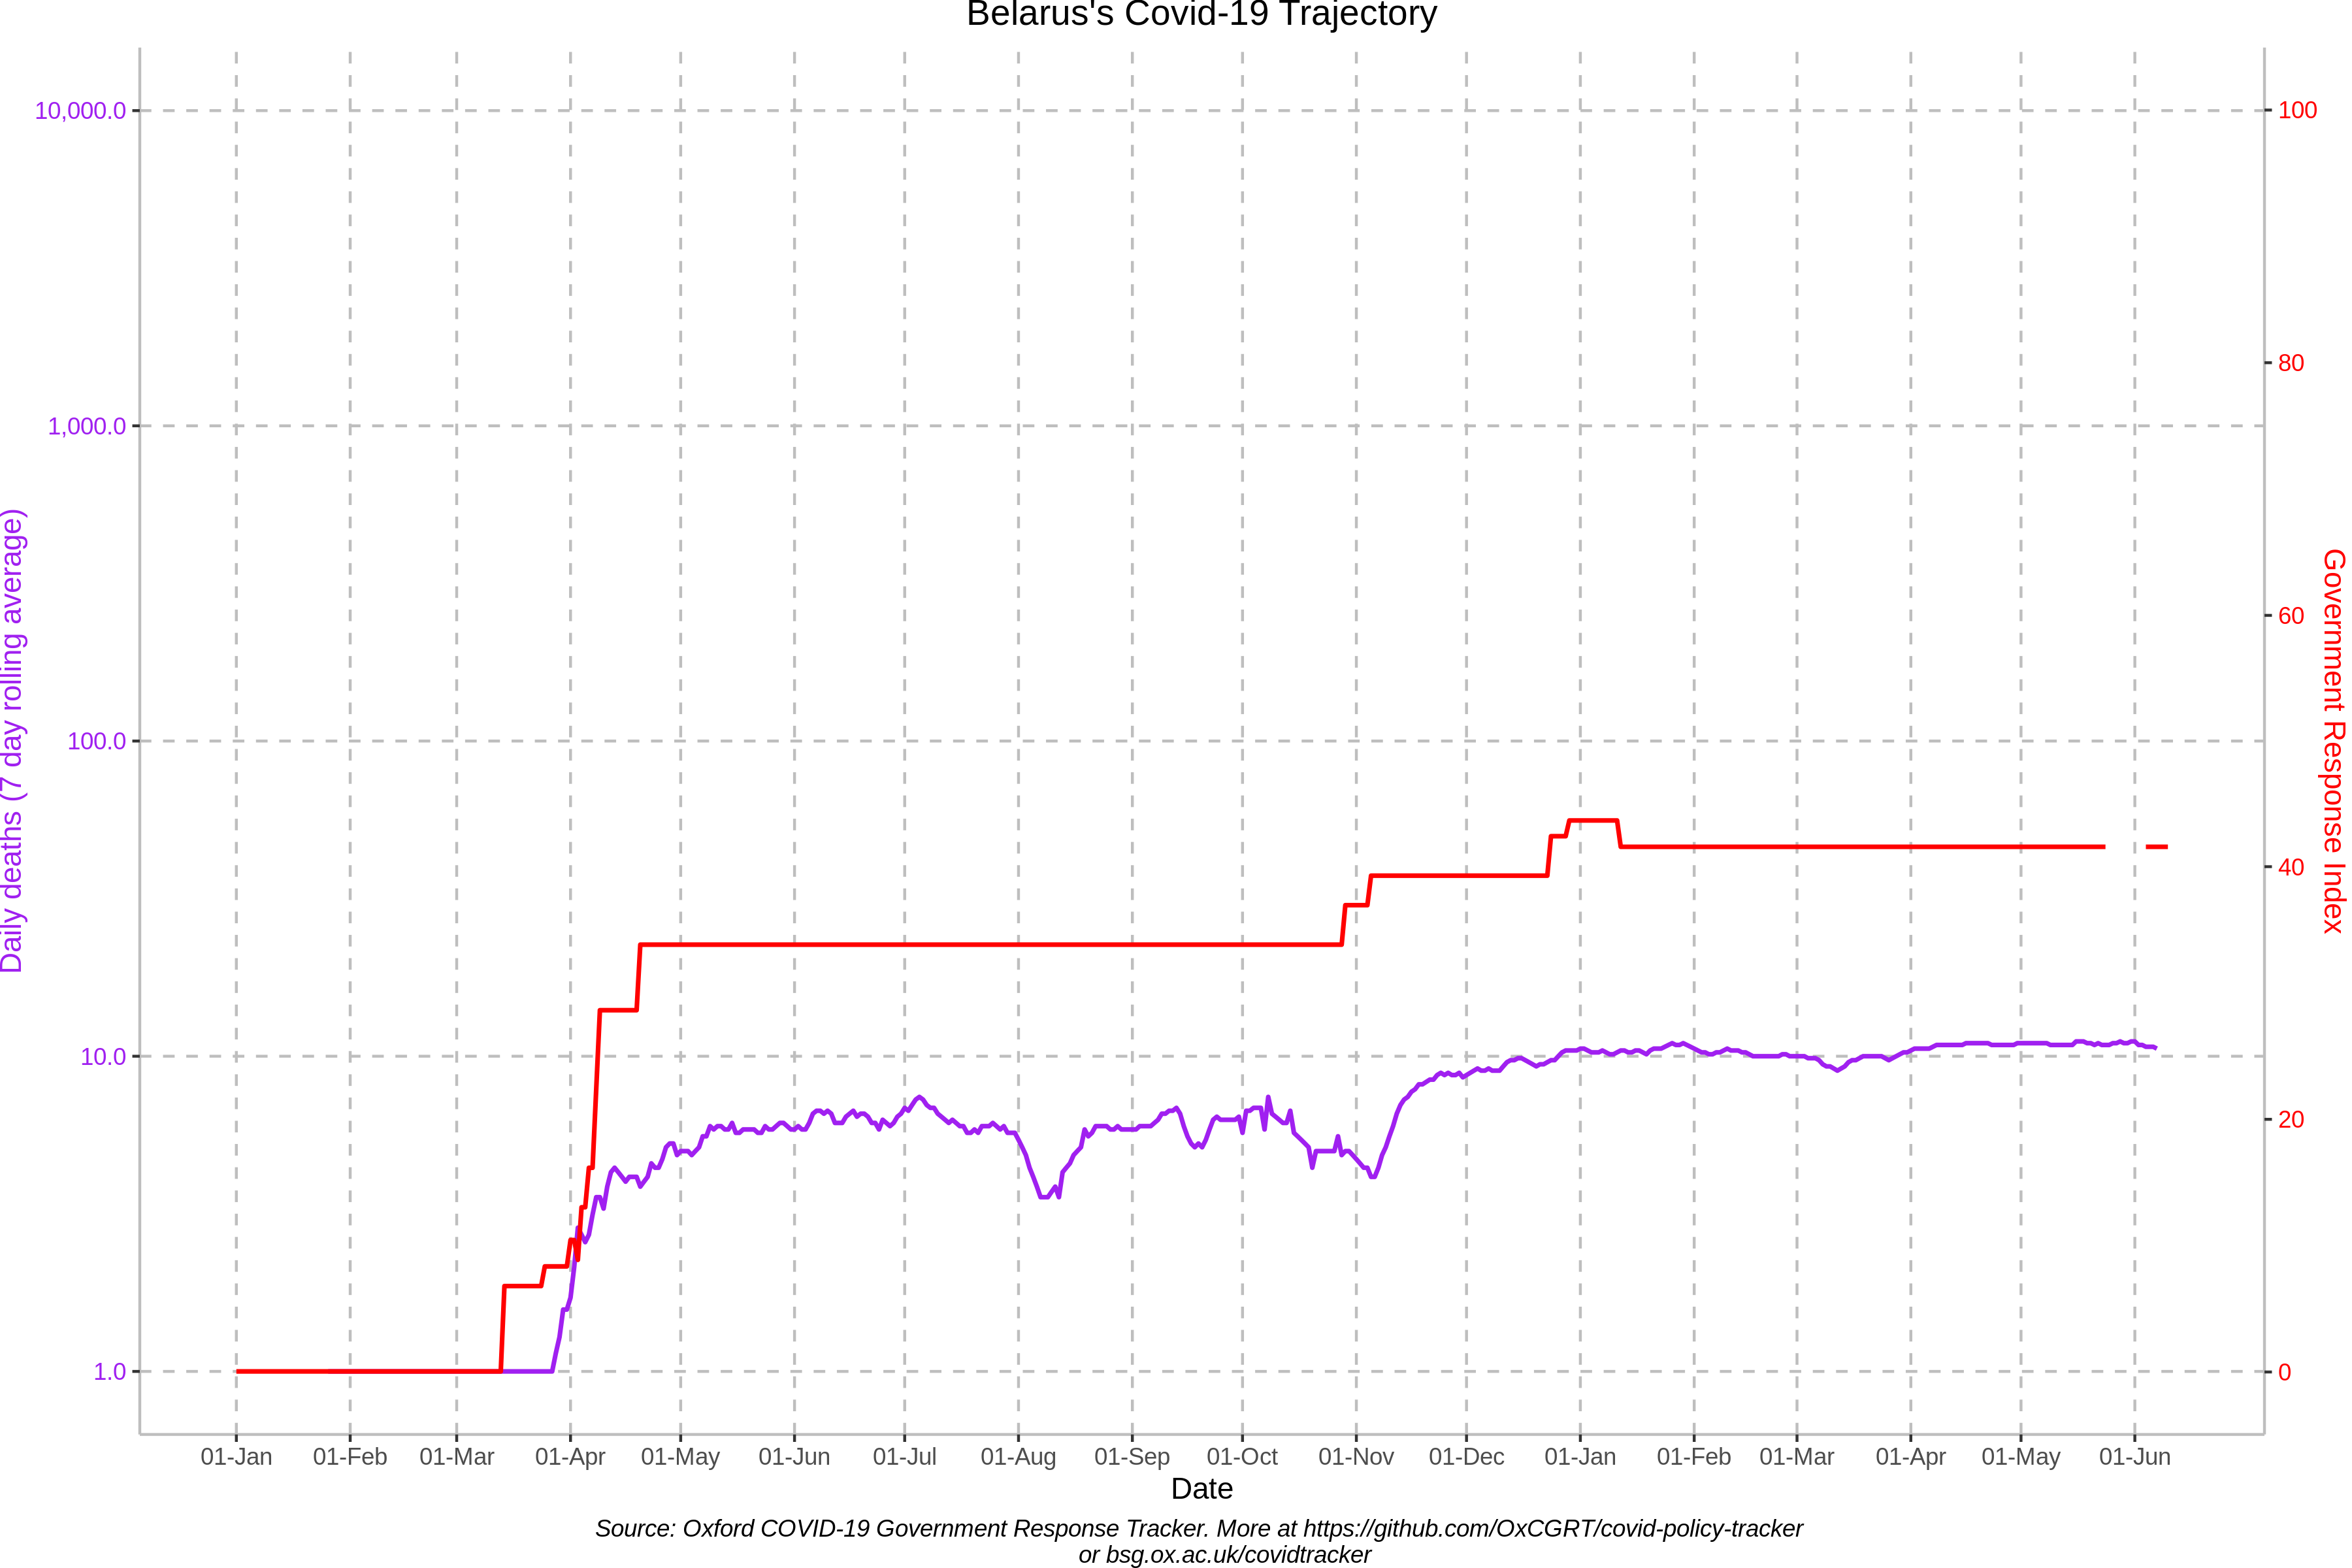 Belarus's Covid-19 Trajectory
10,000.0
1,000.0
100.0
10.0
1.0
Daily deaths (7 day rolling average)
100
80
60
40
20
0
Government Response Index
01-Jan 01-Feb 01-Mar 01-Apr 01-May 01-Jun 01-Jul 01-Aug 01-Sep 01-Oct 01-Nov 01-Dec 01-Jan 01-Feb 01-Mar 01-Apr 01-May 01-Jun
Date
Source: Oxford COVID-19 Government Response Tracker. More at https://github.com/OxCGRT/covid-policy-tracker
or bsg.ox.ac.uk/covidtracker